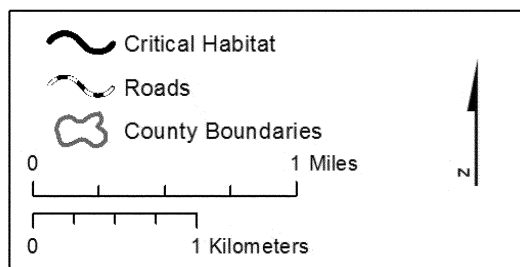 Critical Habitat
Roads
County Boundaries
0 1 Miles
0 1 Kilometers
N